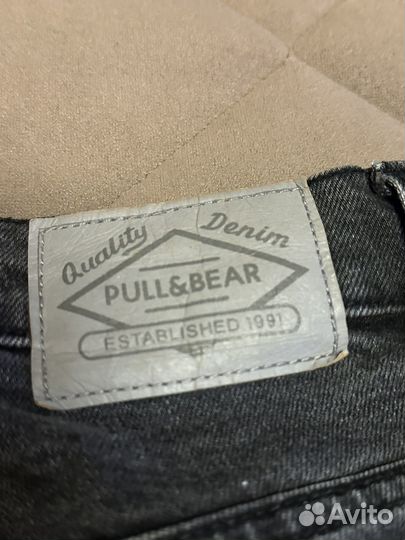 Quality Denim
PULL&BEAR
ESTABLISHED 1991
Avito